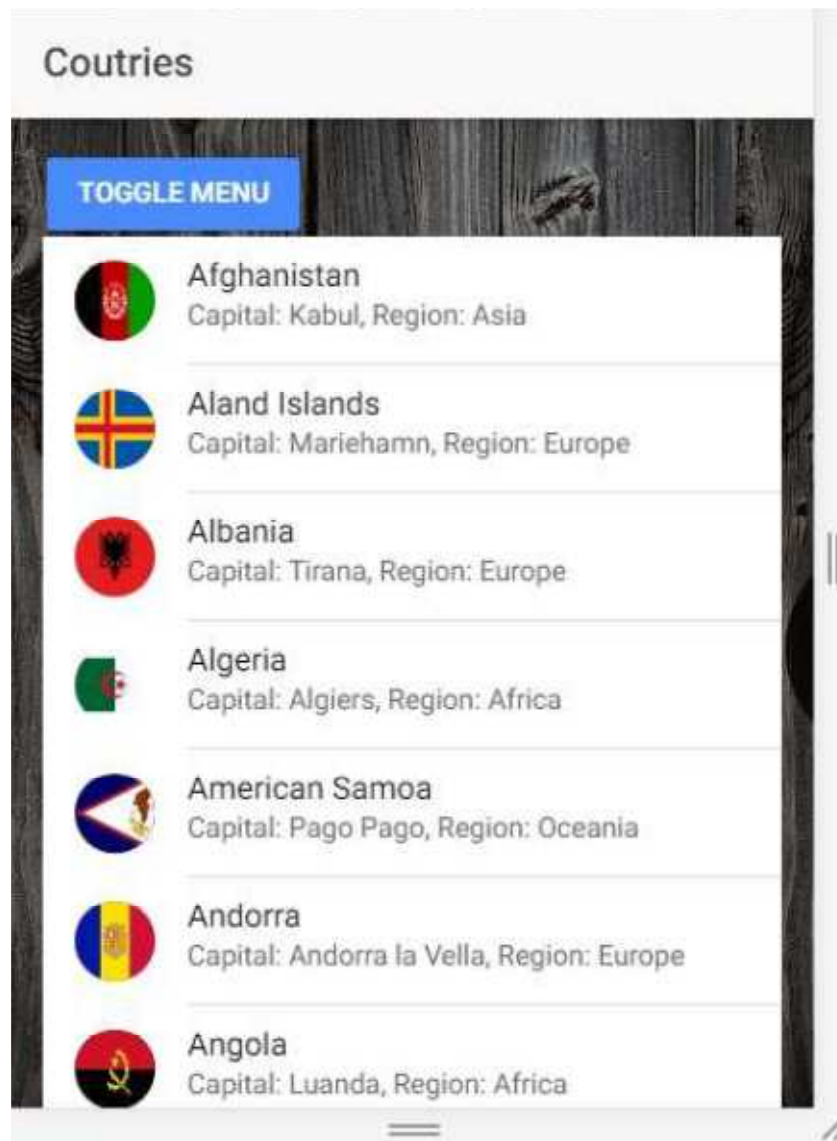 Coutries
TOGGLE MENU
Afghanistan
Capital: Kabul, Region: Asia
Aland Islands
Capital: Mariehamn, Region: Europe
Albania
Capital: Tirana, Region: Europe
Algeria
Capital: Algiers, Region: Africa
American Samoa
Capital: Pago Pago, Region: Oceania
Andorra
Capital: Andorra la Vella, Region: Europe
Angola
Capital: Luanda, Region: Africa